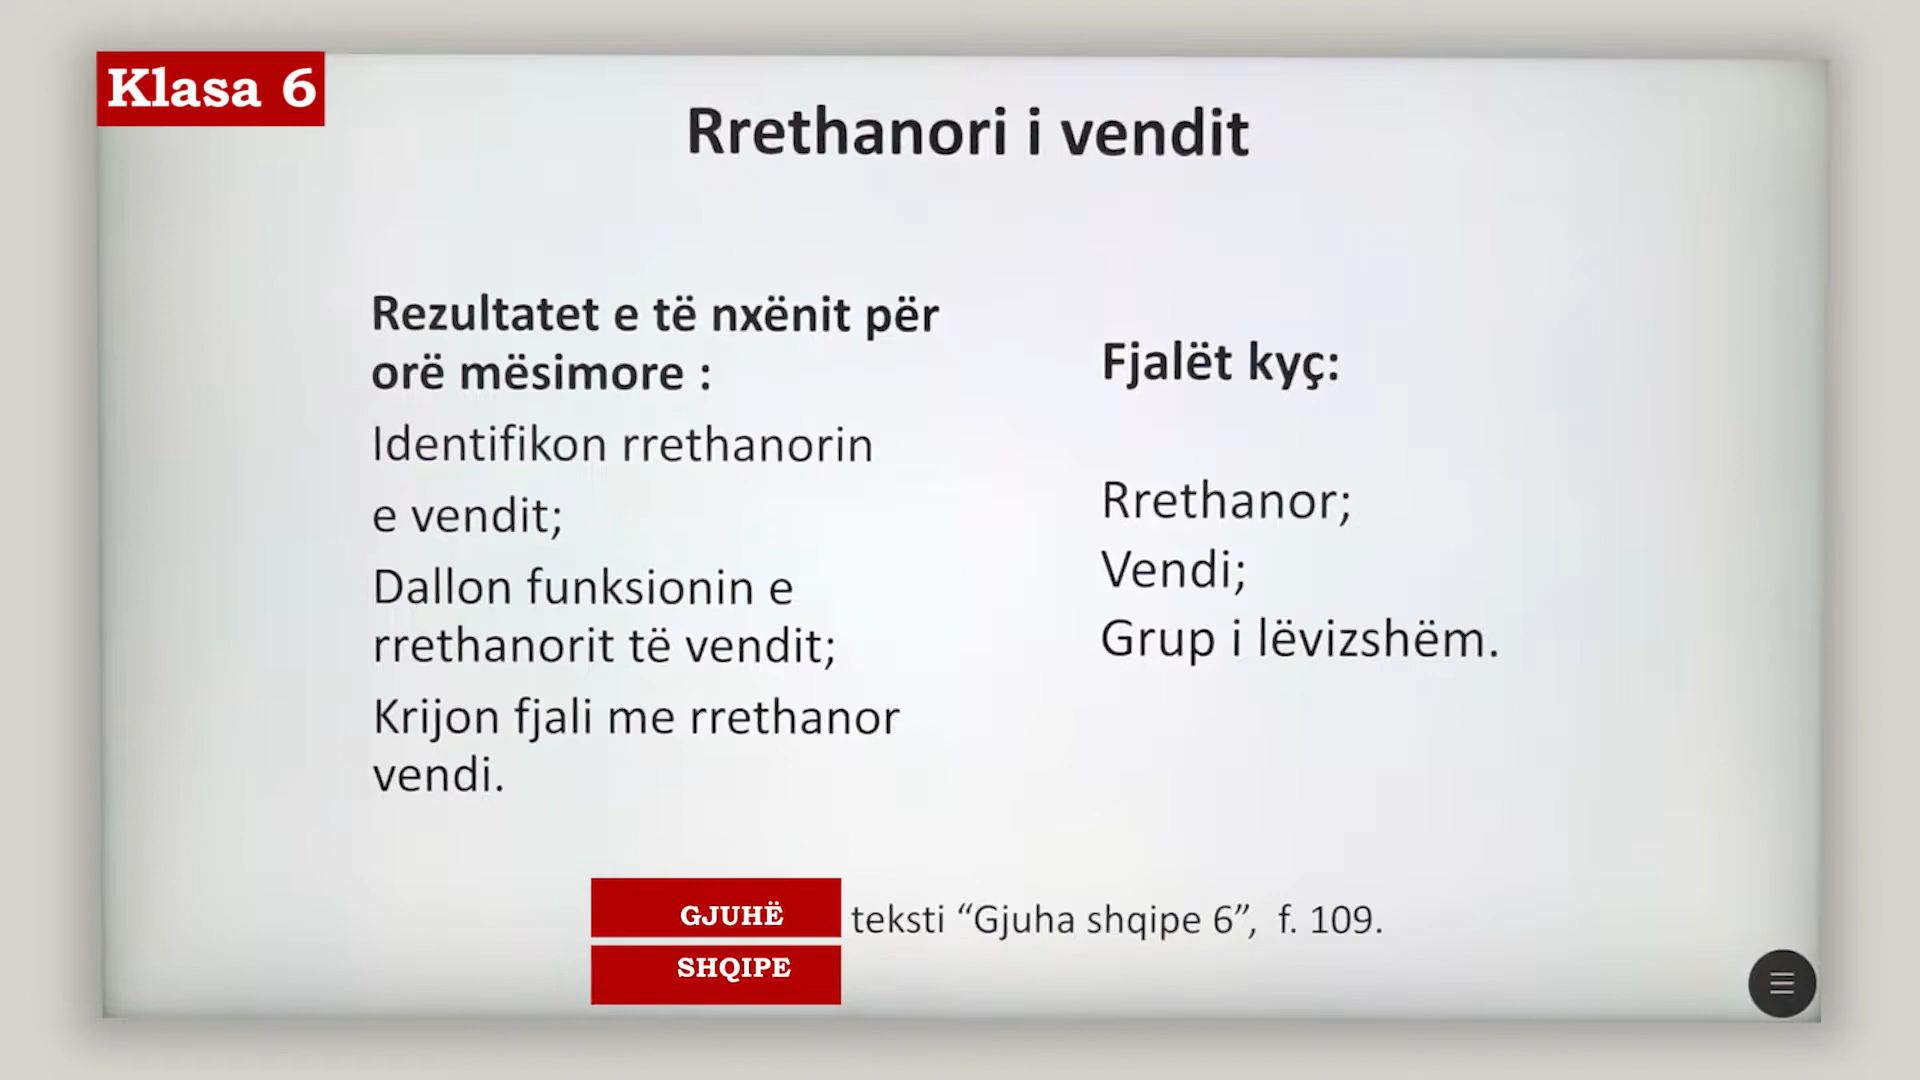 Klasa 6
Rrethanori i vendit
Rezultatet e të nxënit për
orë mësimore :
Identifikon rrethanorin
e vendit;
Dallon funksionin e
rrethanorit të vendit;
Krijon fjali me rrethanor
vendi.
Fjalët kyç:
Rrethanor;
Vendi;
Grup i lëvizshëm.
GJUHË
SHQIPE
teksti “Gjuha shqipe 6”, f. 109.